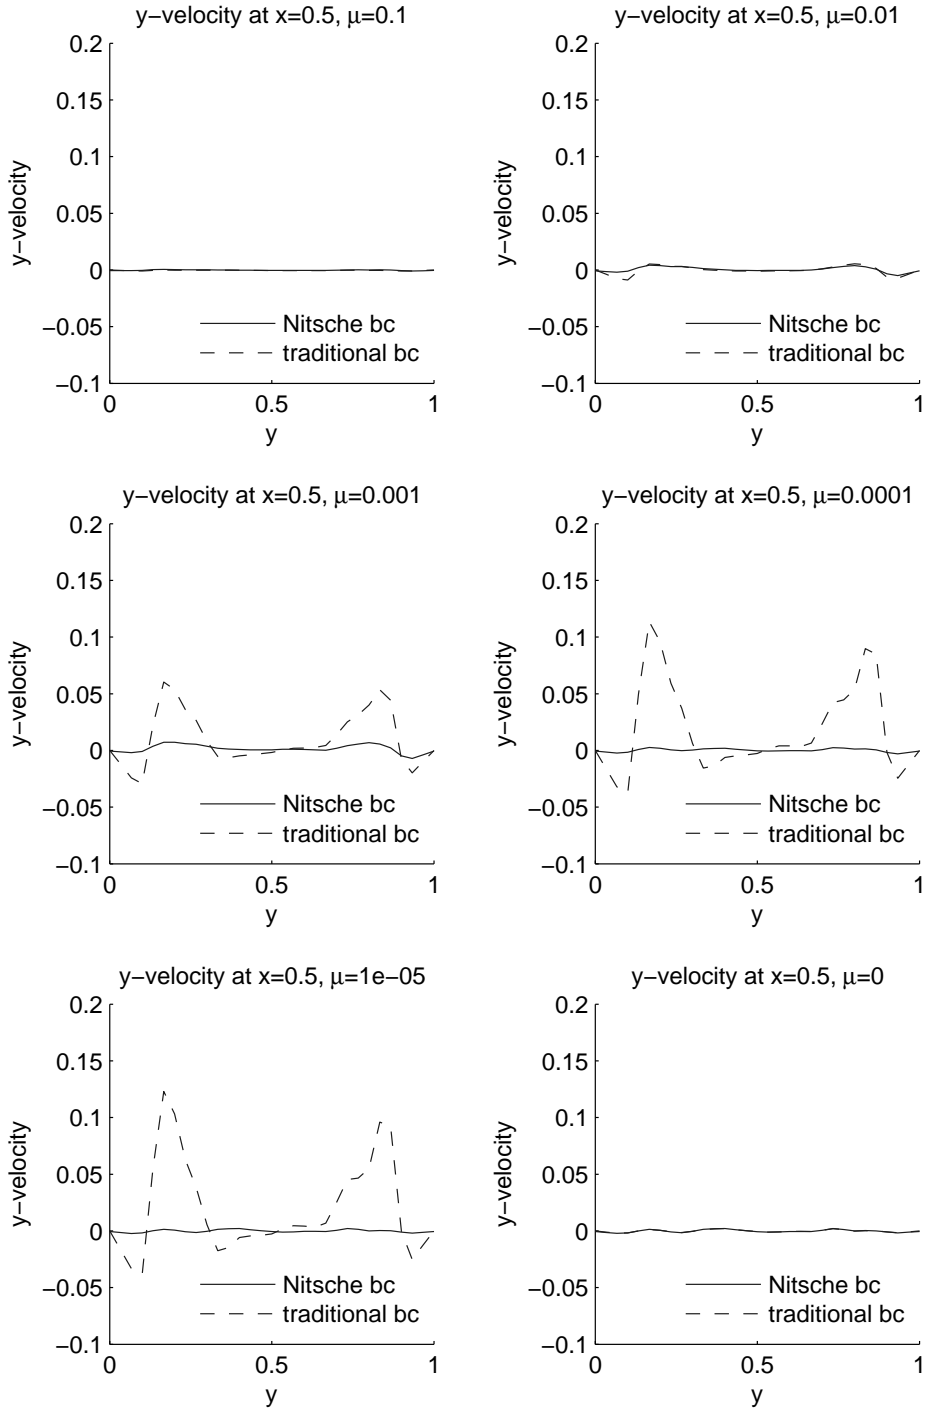 y−velocity at x=0.5, μ=0.1
0.2
0.15
0.1
0.05
0
−0.05
−0.1
y−velocity
Nitsche bc
traditional bc
0 0.5 1
y
y−velocity at x=0.5, μ=0.01
0.2
0.15
0.1
0.05
0
−0.05
−0.1
y−velocity
Nitsche bc
traditional bc
0 0.5 1
y
y−velocity at x=0.5, μ=0.001
0.2
0.15
0.1
0.05
0
−0.05
−0.1
y−velocity
Nitsche bc
traditional bc
0 0.5 1
y
y−velocity at x=0.5, μ=0.0001
0.2
0.15
0.1
0.05
0
−0.05
−0.1
y−velocity
Nitsche bc
traditional bc
0 0.5 1
y
y−velocity at x=0.5, μ=1e−05
0.2
0.15
0.1
0.05
0
−0.05
−0.1
y−velocity
Nitsche bc
traditional bc
0 0.5 1
y
y−velocity at x=0.5, μ=0
0.2
0.15
0.1
0.05
0
−0.05
−0.1
y−velocity
Nitsche bc
traditional bc
0 0.5 1
y